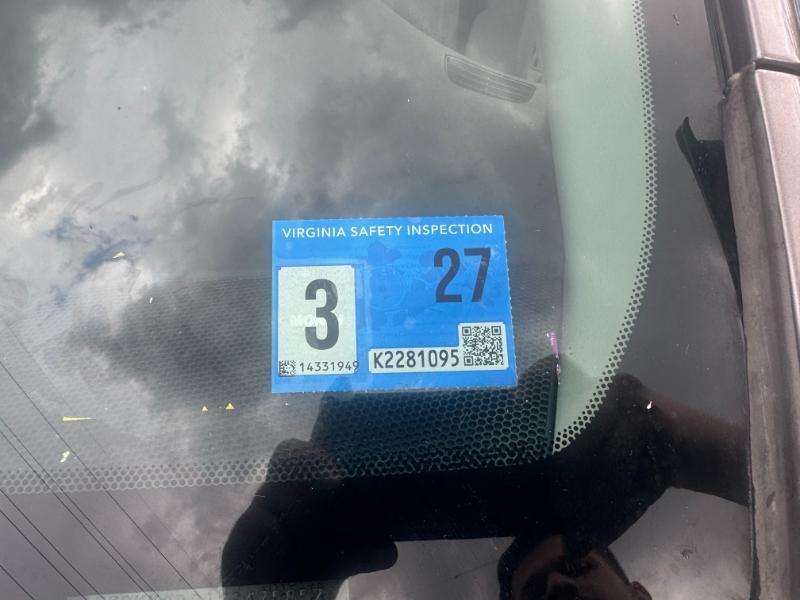 VIRGINIA SAFETY INSPECTION
27
3
14331949
K2281095